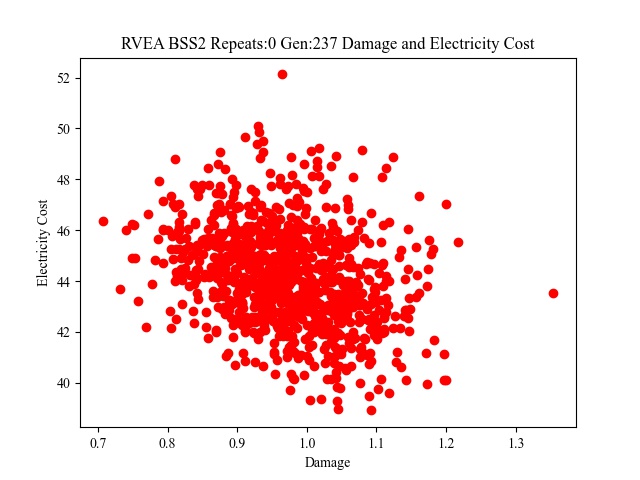 RVEA BSS2 Repeats:0 Gen:237 Damage and Electricity Cost
52
50
48
46
44
42
40
Electricity Cost
0.7 0.8 0.9 1.0 1.1 1.2 1.3
Damage